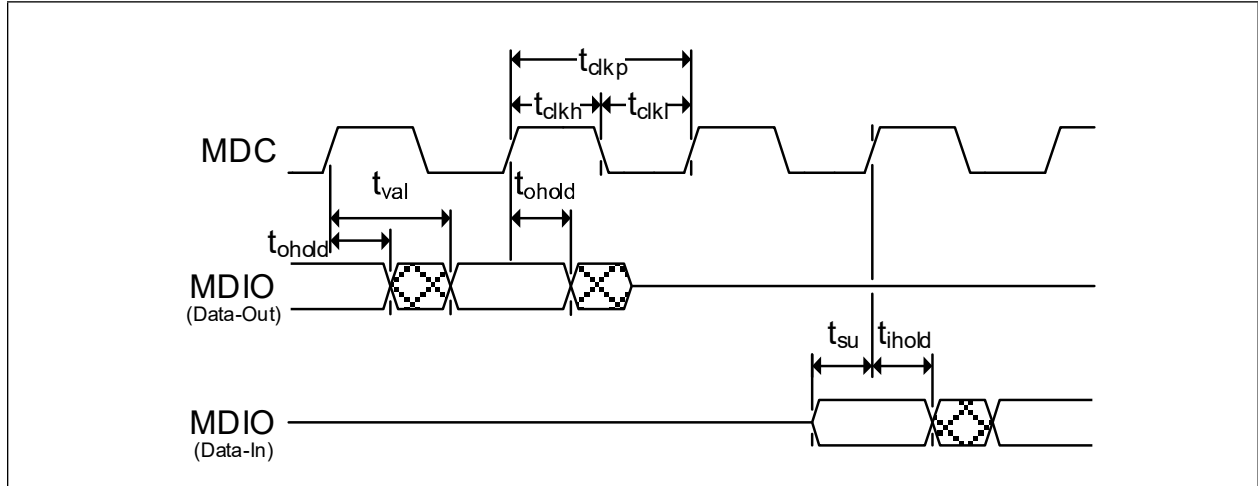 tclkp
tclkh tclkl
MDC
tval tohold
tohold
MDIO
(Data-Out)
tsu tihold
MDIO
(Data-In)